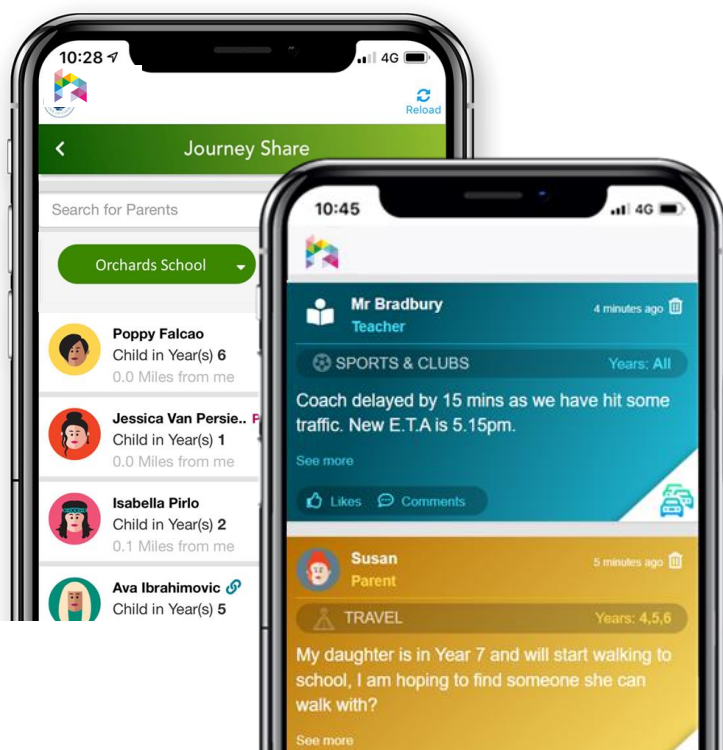 10:28
4G
Reload
Journey Share
Search for Parents
Orchards School
Poppy Falcao
Child in Year(s) 6
0.0 Miles from me
Jessica Van Persie..
Child in Year(s) 1
0.0 Miles from me
Isabella Pirlo
Child in Year(s) 2
0.1 Miles from me
Ava Ibrahimovic
Child in Year(s) 5
10:45
4G
Mr Bradbury
4 minutes ago
Teacher
SPORTS & CLUBS
Years: All
Coach delayed by 15 mins as we have hit some
traffic. New E.T.A is 5.15pm.
See more
Likes
Comments
Susan
5 minutes ago
Parent
TRAVEL
Years: 4,5,6
My daughter is in Year 7 and will start walking to
school, I am hoping to find someone she can
walk with?
See more